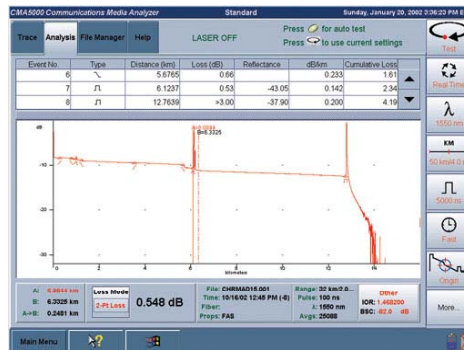 CMA5000 Communications Media Analyzer Standard Sunday, January 20, 2002 2:36:23 PM
Trace Analysis File Manager Help LASER OFF
Press for auto test
Press to use current settings
Test
Event No. Type Distance (km) Loss (dB) Reflectance dB/km Cumulative Loss
6 5.6765 0.66 0.233 1.61
7 6.1237 0.53 -43.05 0.142 2.34
8 12.7639 >3.00 -37.90 0.200 4.19
Real Time
λ
1550 nm
KM
5000 ns
Fast
Origin
More...
dB
B=6.3325
-10
-20
-30
0 2 4 6 8 10 12 14
kilometers
A: 6.0844 km
B: 6.3325 km
A->B: 0.2481 km
Loss Mode
2-Pt Loss
0.548 dB
File: CHRMAD15.001
Time: 10/16/02 12:45 PM (-5)
Fiber:
Props: FAS
Range: 32 km/2.0...
Pulse: 100 ns
λ: 1550 nm
Avgs: 25088
Other
IOR: 1.468200
BSC: -82.0 dB
Main Menu